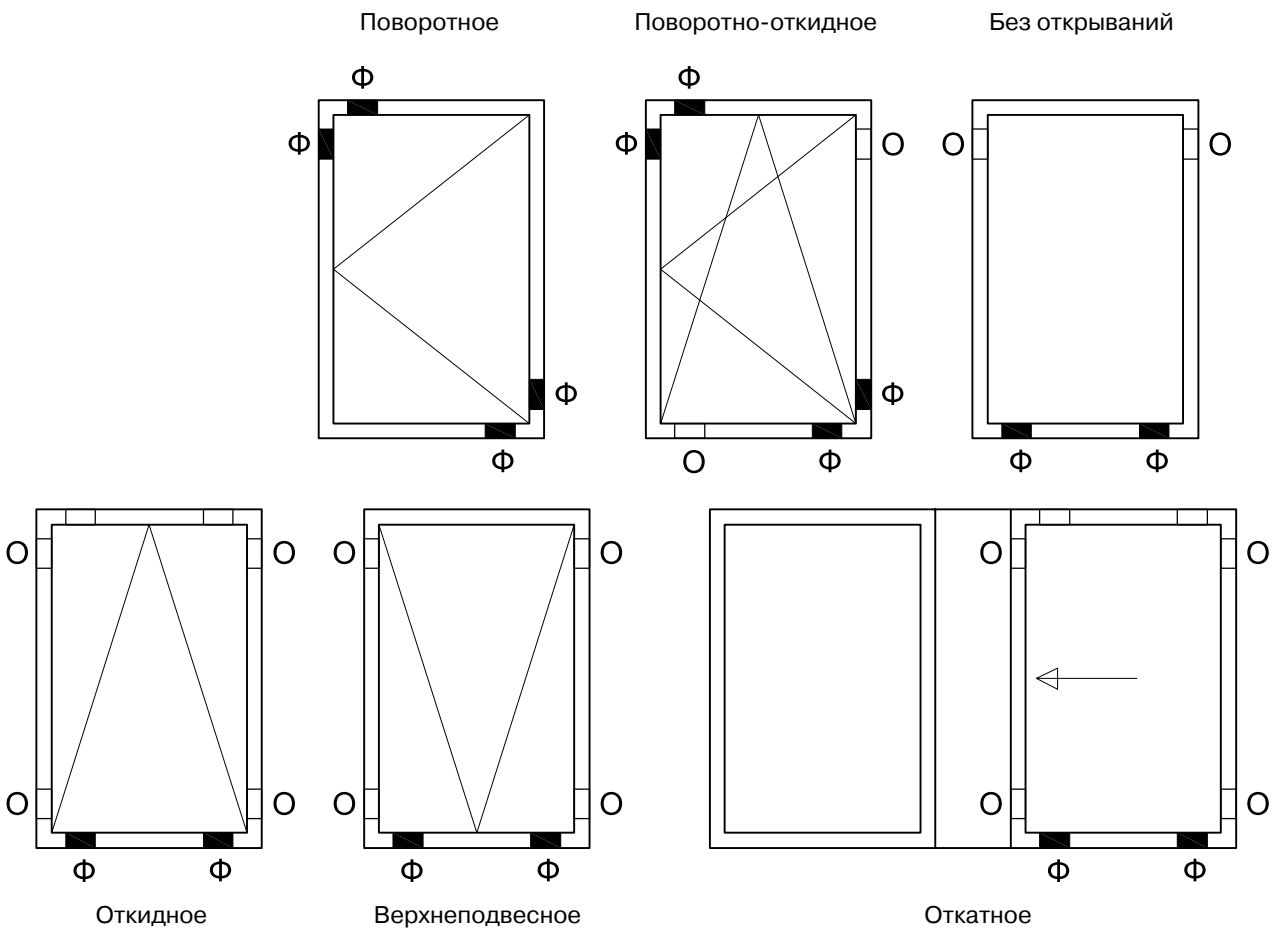 Поворотное Поворотно-откидное Без открываний
Ф Ф
Ф Ф О О О
Ф Ф
Ф О Ф Ф Ф
О О О О О О
О О О О О О
Ф Ф Ф Ф Ф Ф
Откидное Верхнеподвесное Откатное